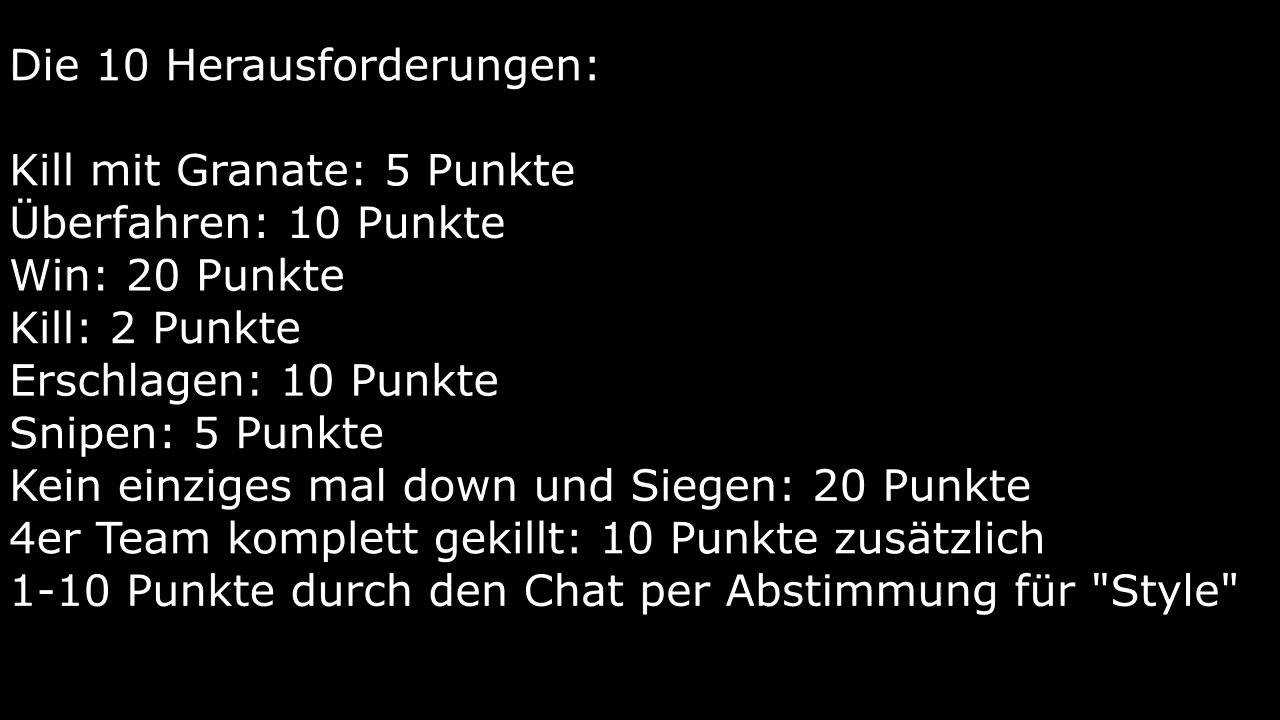 Die 10 Herausforderungen:
Kill mit Granate: 5 Punkte
Überfahren: 10 Punkte
Win: 20 Punkte
Kill: 2 Punkte
Erschlagen: 10 Punkte
Snipen: 5 Punkte
Kein einziges mal down und Siegen: 20 Punkte
4er Team komplett gekillt: 10 Punkte zusätzlich
1-10 Punkte durch den Chat per Abstimmung für "Style"